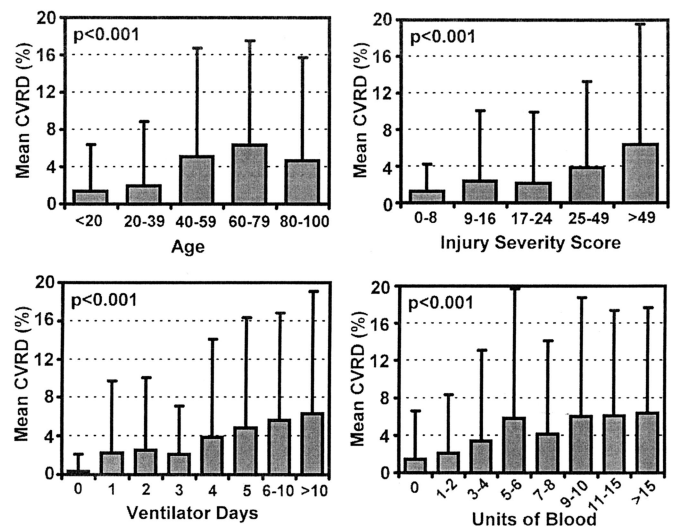 20
16
12
8
4
0
Mean CVRD (%)
p<0.001
<20 20-39 40-59 60-79 80-100
Age
20
16
12
8
4
0
Mean CVRD (%)
p<0.001
0-8 9-16 17-24 25-49 >49
Injury Severity Score
20
16
12
8
4
0
Mean CVRD (%)
p<0.001
0 1 2 3 4 5 6-10 >10
Ventilator Days
20
16
12
8
4
0
Mean CVRD (%)
p<0.001
0 1-2 3-4 5-6 7-8 9-10 11-15 >15
Units of Blood